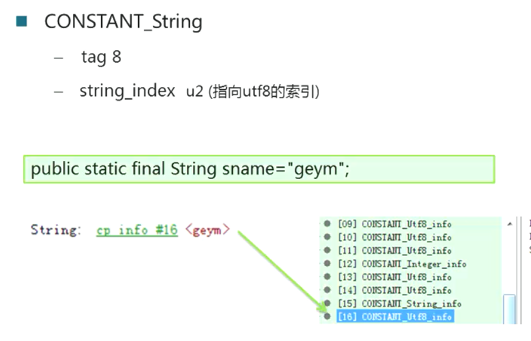 CONSTANT_String
– tag 8
– string_index u2 (指向utf8的索引)
public static final String sname="geym";
String: cp info #16 <geym>
[09] CONSTANT_Utf8_info
[10] CONSTANT_Utf8_info
[11] CONSTANT_Utf8_info
[12] CONSTANT_Integer_info
[13] CONSTANT_Utf8_info
[14] CONSTANT_Utf8_info
[15] CONSTANT_String_info
[16] CONSTANT_Utf8_info